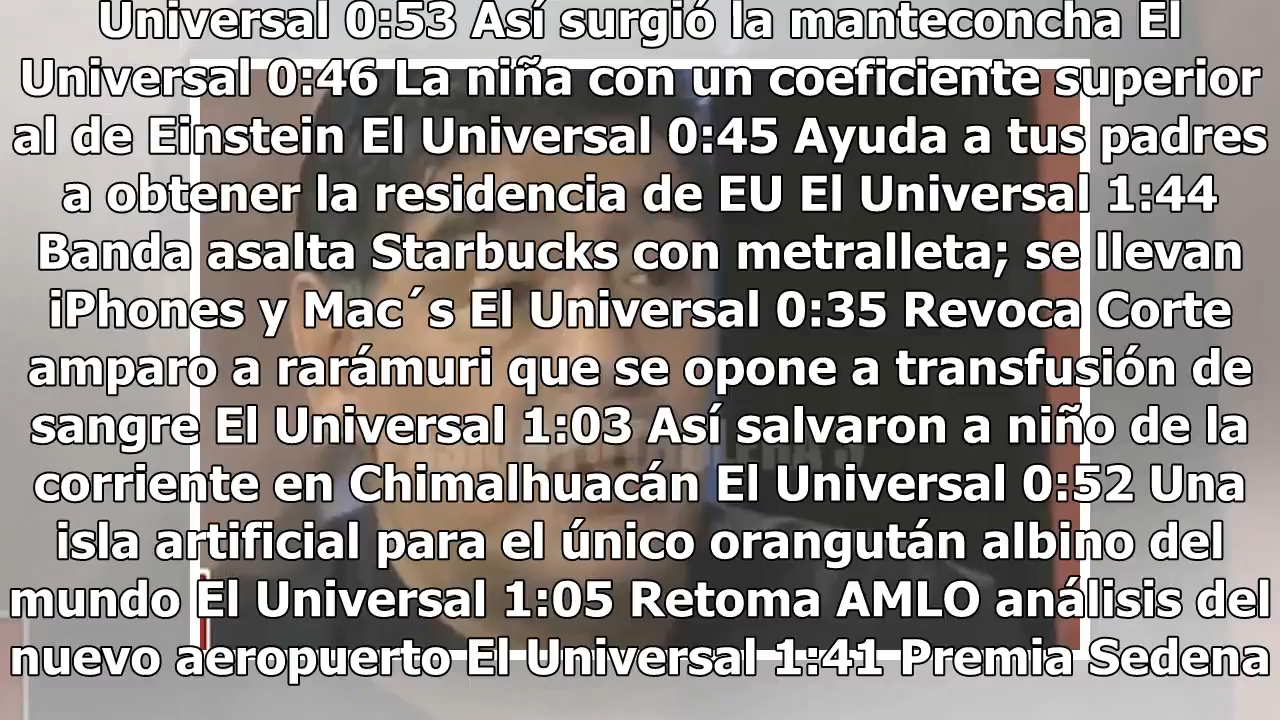 Universal 0:53 Así surgió la manteconcha El
Universal 0:46 La niña con un coeficiente superior
al de Einstein El Universal 0:45 Ayuda a tus padres
a obtener la residencia de EU El Universal 1:44
Banda asalta Starbucks con metralleta; se llevan
iPhones y Mac´s El Universal 0:35 Revoca Corte
amparo a rarámuri que se opone a transfusión de
sangre El Universal 1:03 Así salvaron a niño de la
corriente en Chimalhuacán El Universal 0:52 Una
isla artificial para el único orangután albino del
mundo El Universal 1:05 Retoma AMLO análisis del
nuevo aeropuerto El Universal 1:41 Premia Sedena